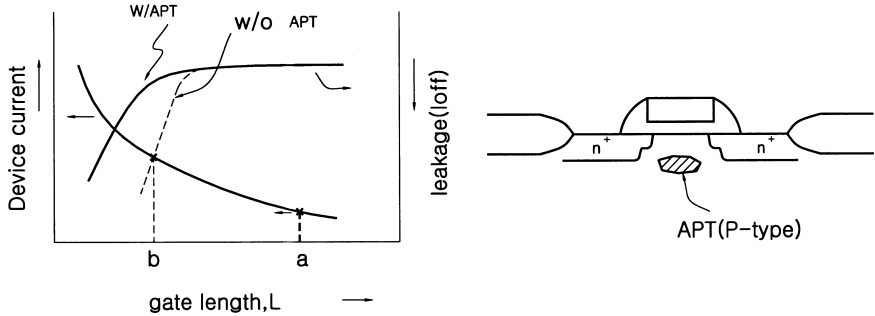 W/APT
w/o APT
Device current
leakage(Ioff)
b
a
gate length,L
n+
n+
APT(P-type)